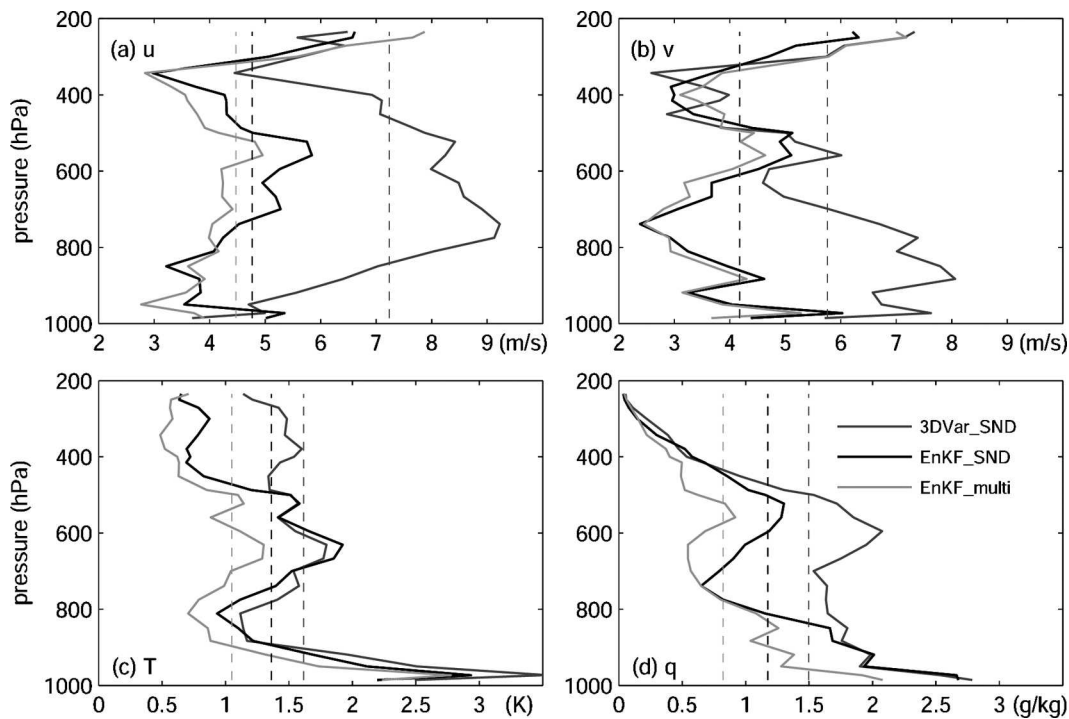 200
400
600
800
1000
pressure (hPa)
(a) u
2 3 4 5 6 7 8 9 (m/s)
200
400
600
800
1000
(b) v
2 3 4 5 6 7 8 9 (m/s)
200
400
600
800
1000
pressure (hPa)
(c) T
0 0.5 1 1.5 2 2.5 3 (K)
200
400
600
800
1000
3DVar_SND
EnKF_SND
EnKF_multi
(d) q
0 0.5 1 1.5 2 2.5 3 (g/kg)